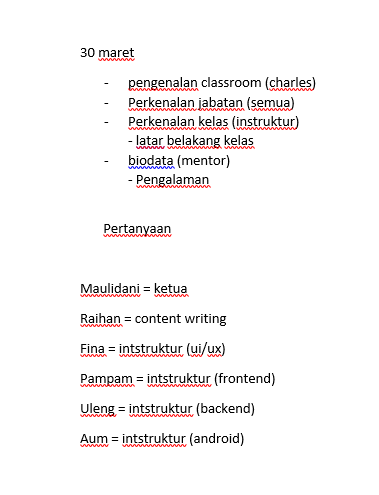 30 maret
- pengenalan classroom (charles)
- Perkenalan jabatan (semua)
- Perkenalan kelas (instruktur)
- latar belakang kelas
- biodata (mentor)
- Pengalaman
Pertanyaan
Maulidani = ketua
Raihan = content writing
Fina = intstruktur (ui/ux)
Pampam = intstruktur (frontend)
Uleng = intstruktur (backend)
Aum = intstruktur (android)